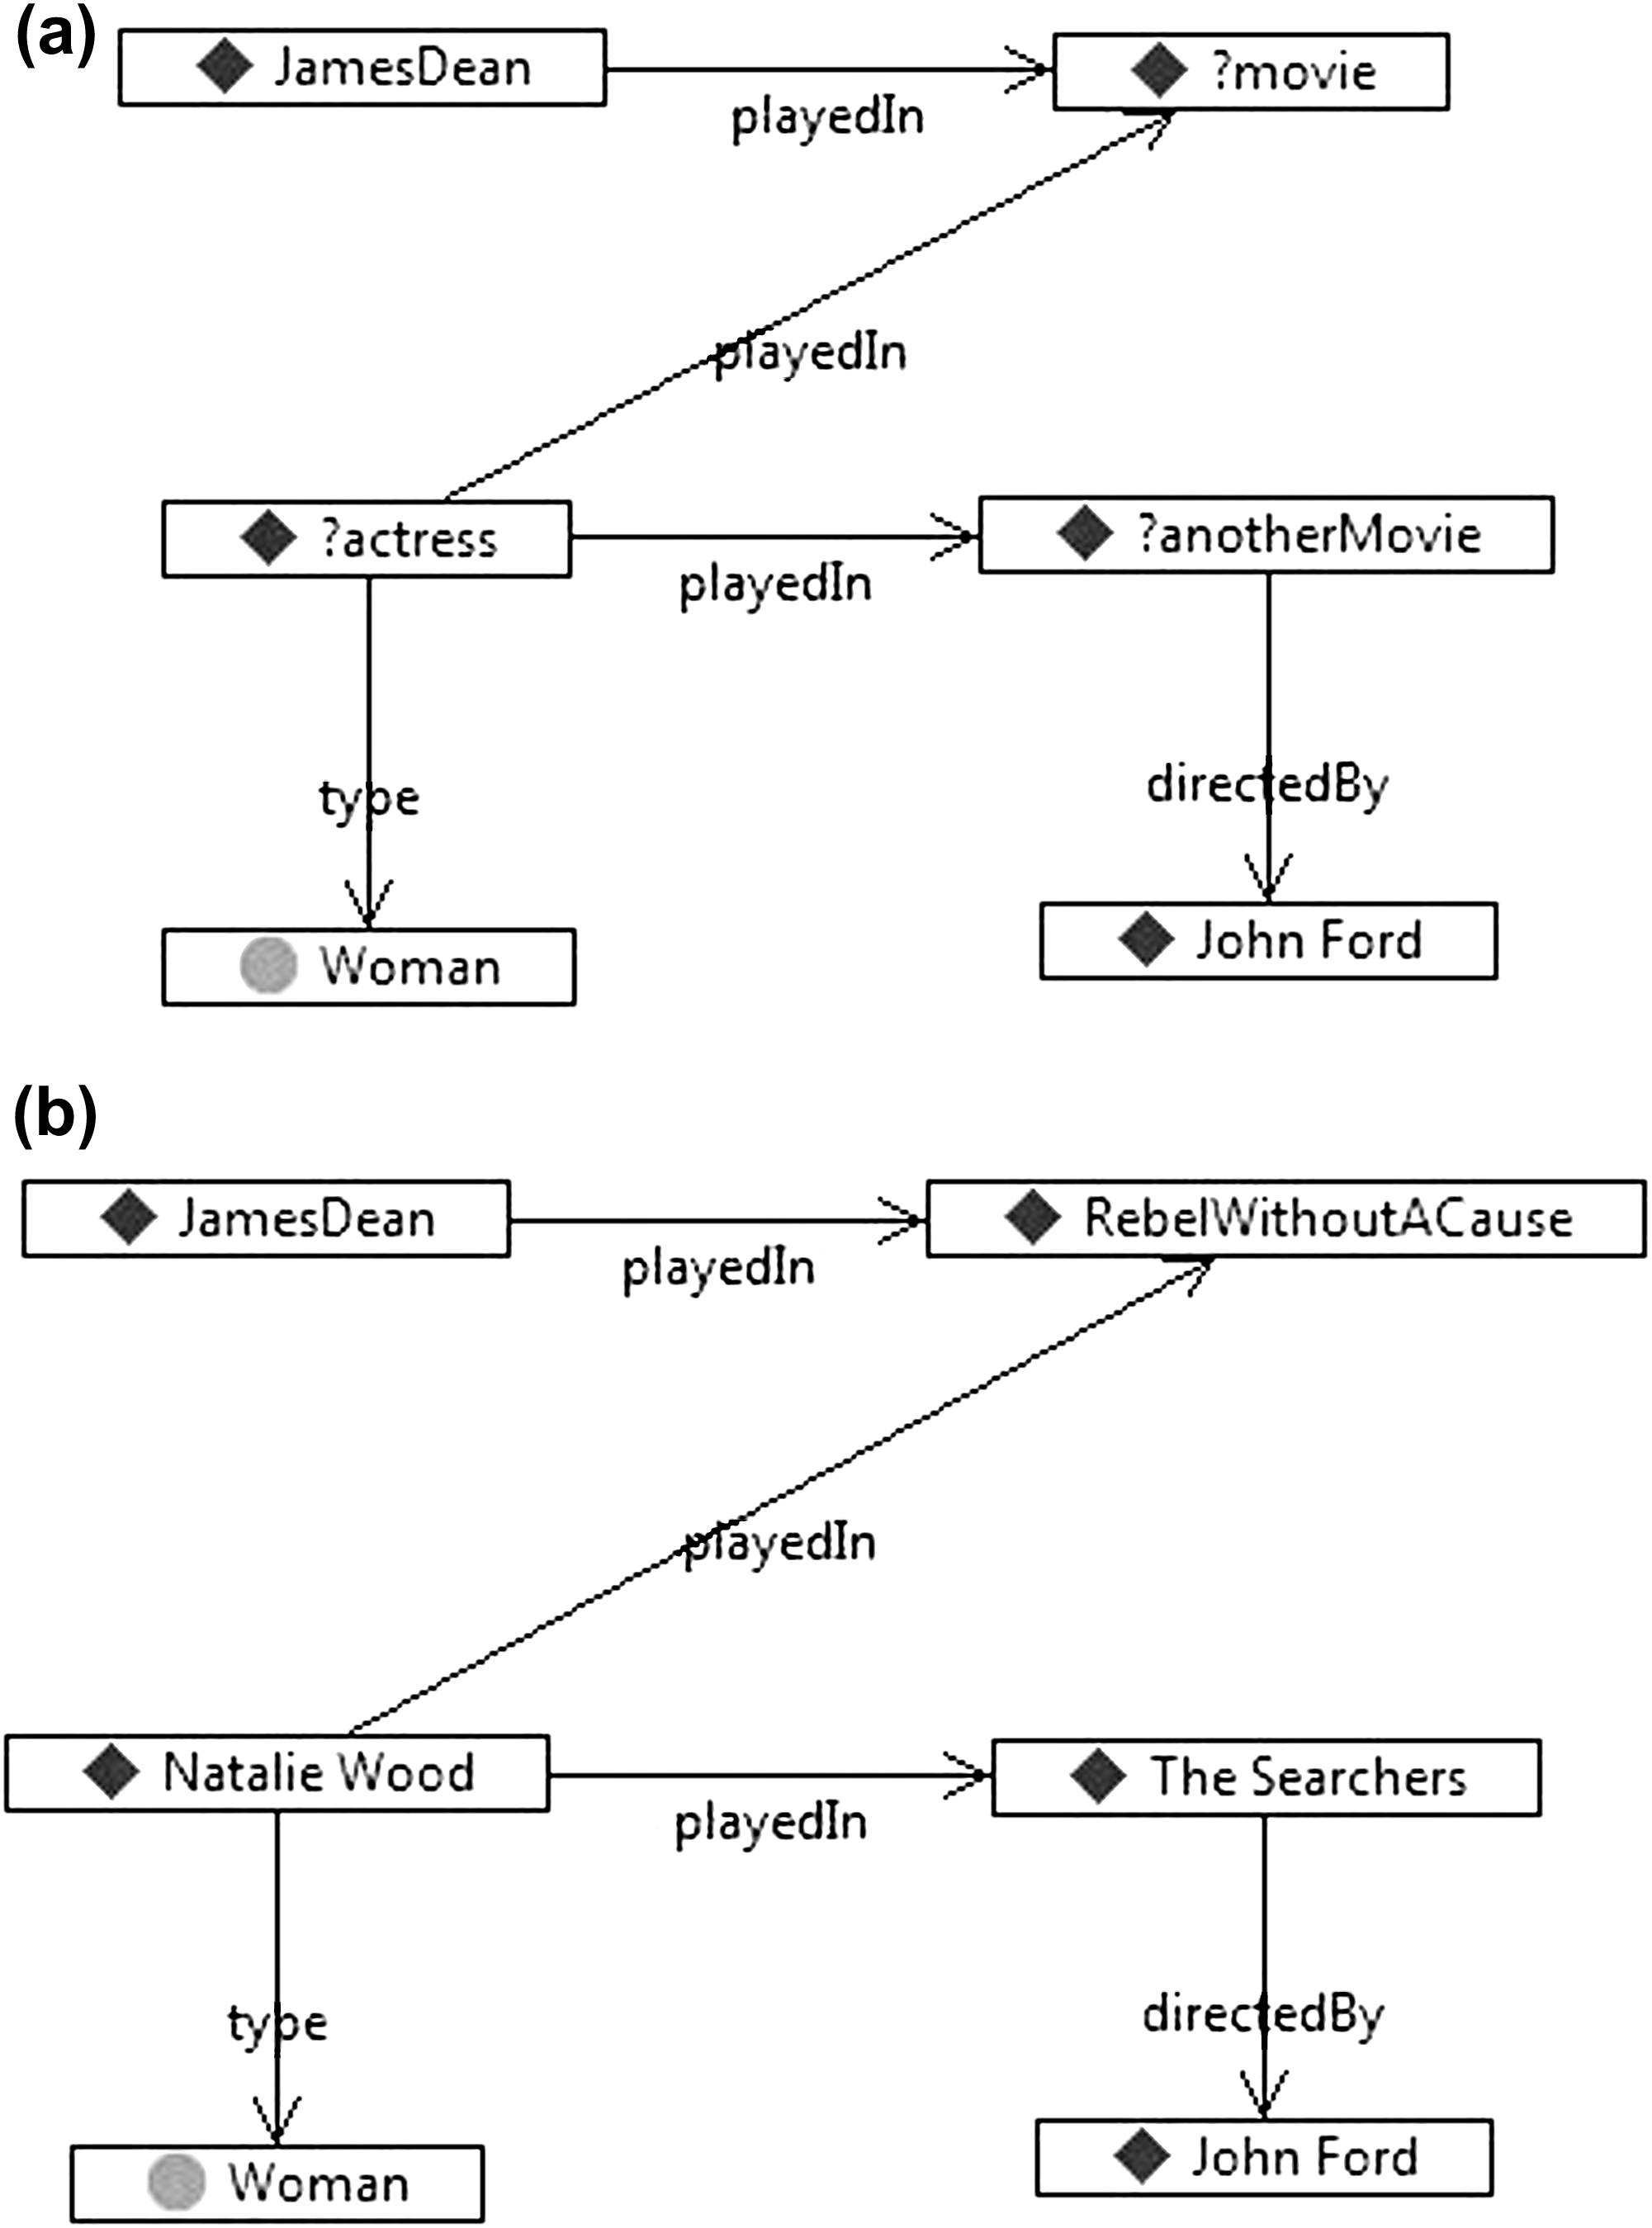 (a)
JamesDean
?movie
playedIn
playedIn
?actress
?anotherMovie
playedIn
type
directedBy
Woman
John Ford
(b)
JamesDean
RebelWithoutACause
playedIn
playedIn
Natalie Wood
The Searchers
playedIn
type
directedBy
Woman
John Ford